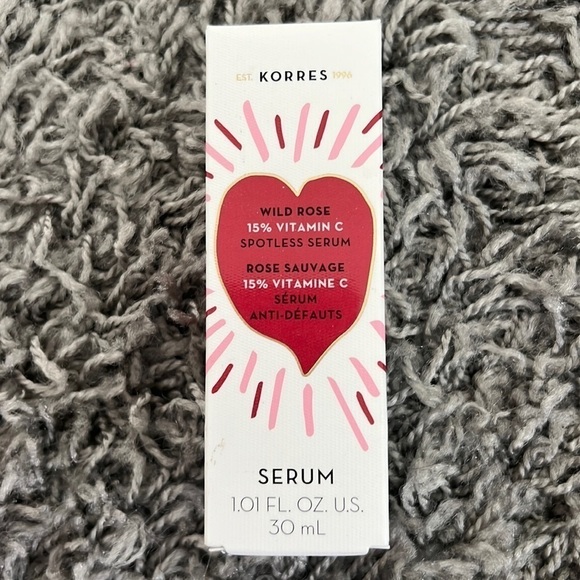 EST. KORRES 1996
WILD ROSE
15% VITAMIN C
SPOTLESS SERUM
ROSE SAUVAGE
15% VITAMINE C
SÉRUM
ANTI-DÉFAUTS
SERUM
1.01 FL. OZ. U.S.
30 mL